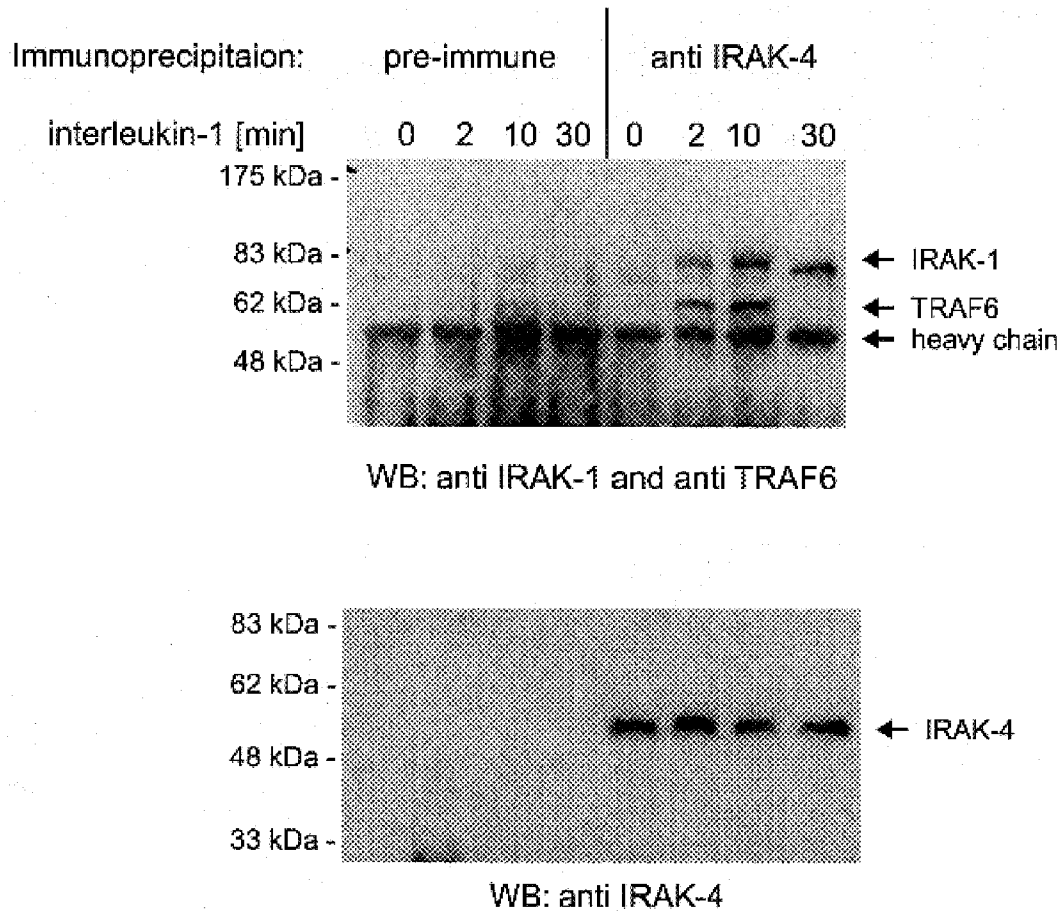 Immunoprecipitaion: pre-immune anti IRAK-4
interleukin-1 [min] 0 2 10 30 0 2 10 30
175 kDa -
83 kDa - ← IRAK-1
62 kDa - ← TRAF6
← heavy chain
48 kDa -
WB: anti IRAK-1 and anti TRAF6
83 kDa -
62 kDa -
← IRAK-4
48 kDa -
33 kDa -
WB: anti IRAK-4